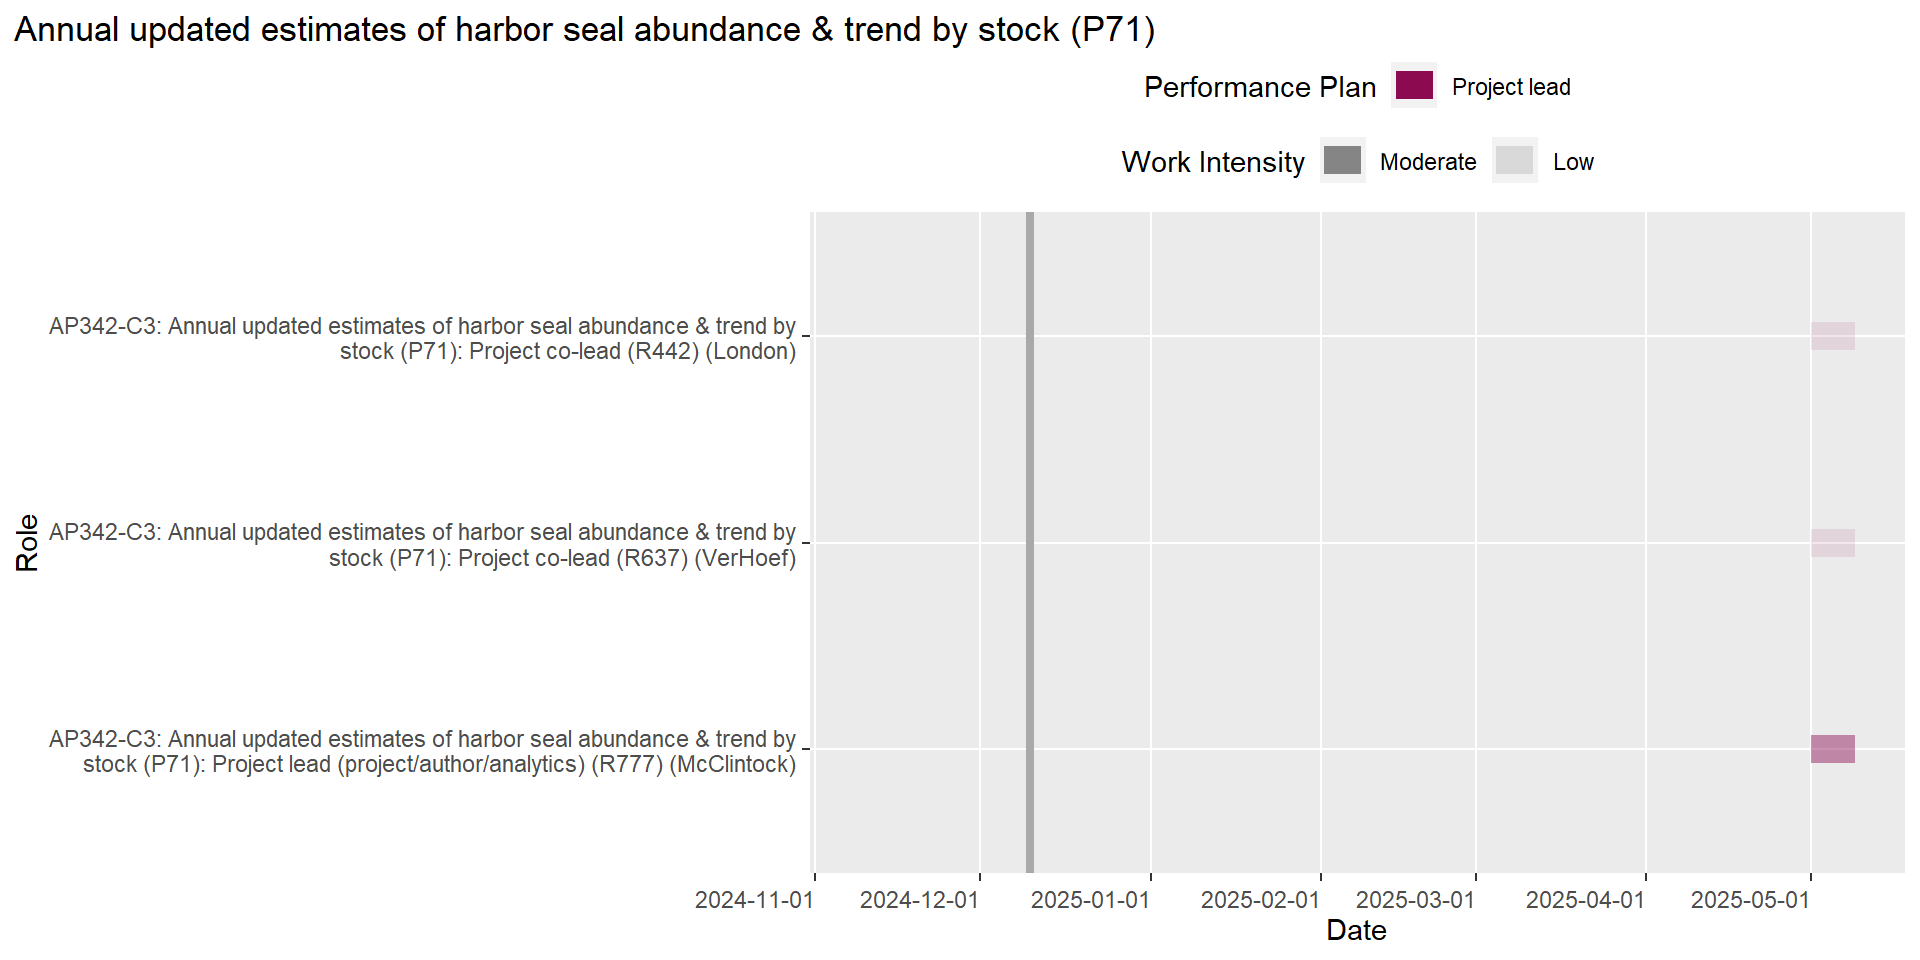 Annual updated estimates of harbor seal abundance & trend by stock (P71)
Performance Plan Project lead
Work Intensity Moderate Low
AP342-C3: Annual updated estimates of harbor seal abundance & trend by
stock (P71): Project co-lead (R442) (London)
AP342-C3: Annual updated estimates of harbor seal abundance & trend by
stock (P71): Project co-lead (R637) (VerHoef)
AP342-C3: Annual updated estimates of harbor seal abundance & trend by
stock (P71): Project lead (project/author/analytics) (R777) (McClintock)
Role
2024-11-01 2024-12-01 2025-01-01 2025-02-01 2025-03-01 2025-04-01 2025-05-01
Date